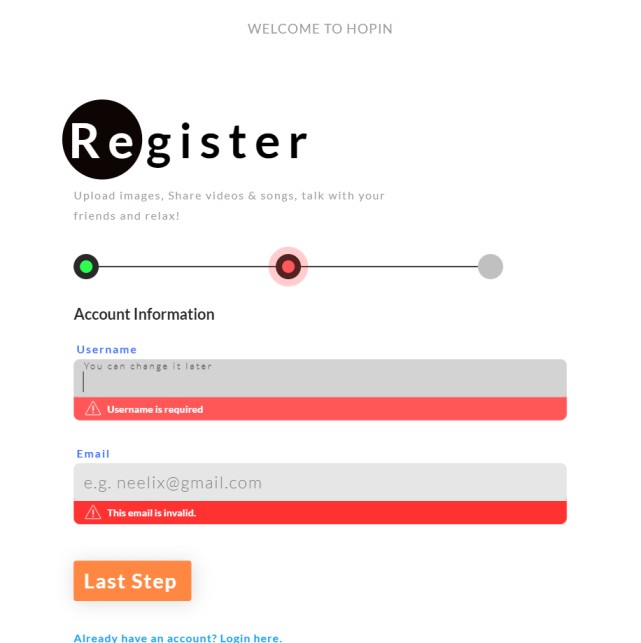 WELCOME TO HOPIN
Register
Upload images, Share videos & songs, talk with your
friends and relax!
Account Information
Username
You can change it later
Username is required
Email
e.g. neelix@gmail.com
This email is invalid.
Last Step
Already have an account? Login here.